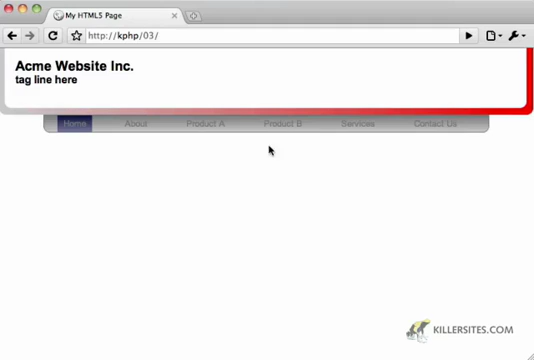 My HTML5 Page
http://kphp/03/
Acme Website Inc.
tag line here
Home About Product A Product B Services Contact Us
KILLERSITES.COM